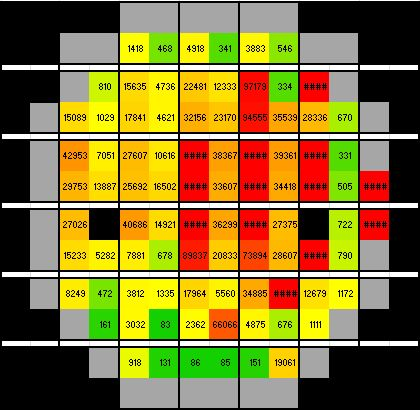 1418 468 4918 341 3883 546
810 15635 4736 22481 12333 97179 334 ####
15089 1029 17841 4621 32156 23170 94555 35539 28336 670
42953 7051 27607 10616 #### 38367 #### 39361 #### 331
29753 13887 25692 16502 #### 33607 #### 34418 #### 505 ####
27026 40686 14921 #### 36299 #### 27375 722 ####
15233 5282 7881 678 89837 20833 73894 28607 #### 790
8249 472 3812 1335 17964 5560 34885 #### 12679 1172
161 3032 83 2362 66066 4875 676 1111
918 131 86 85 151 19061